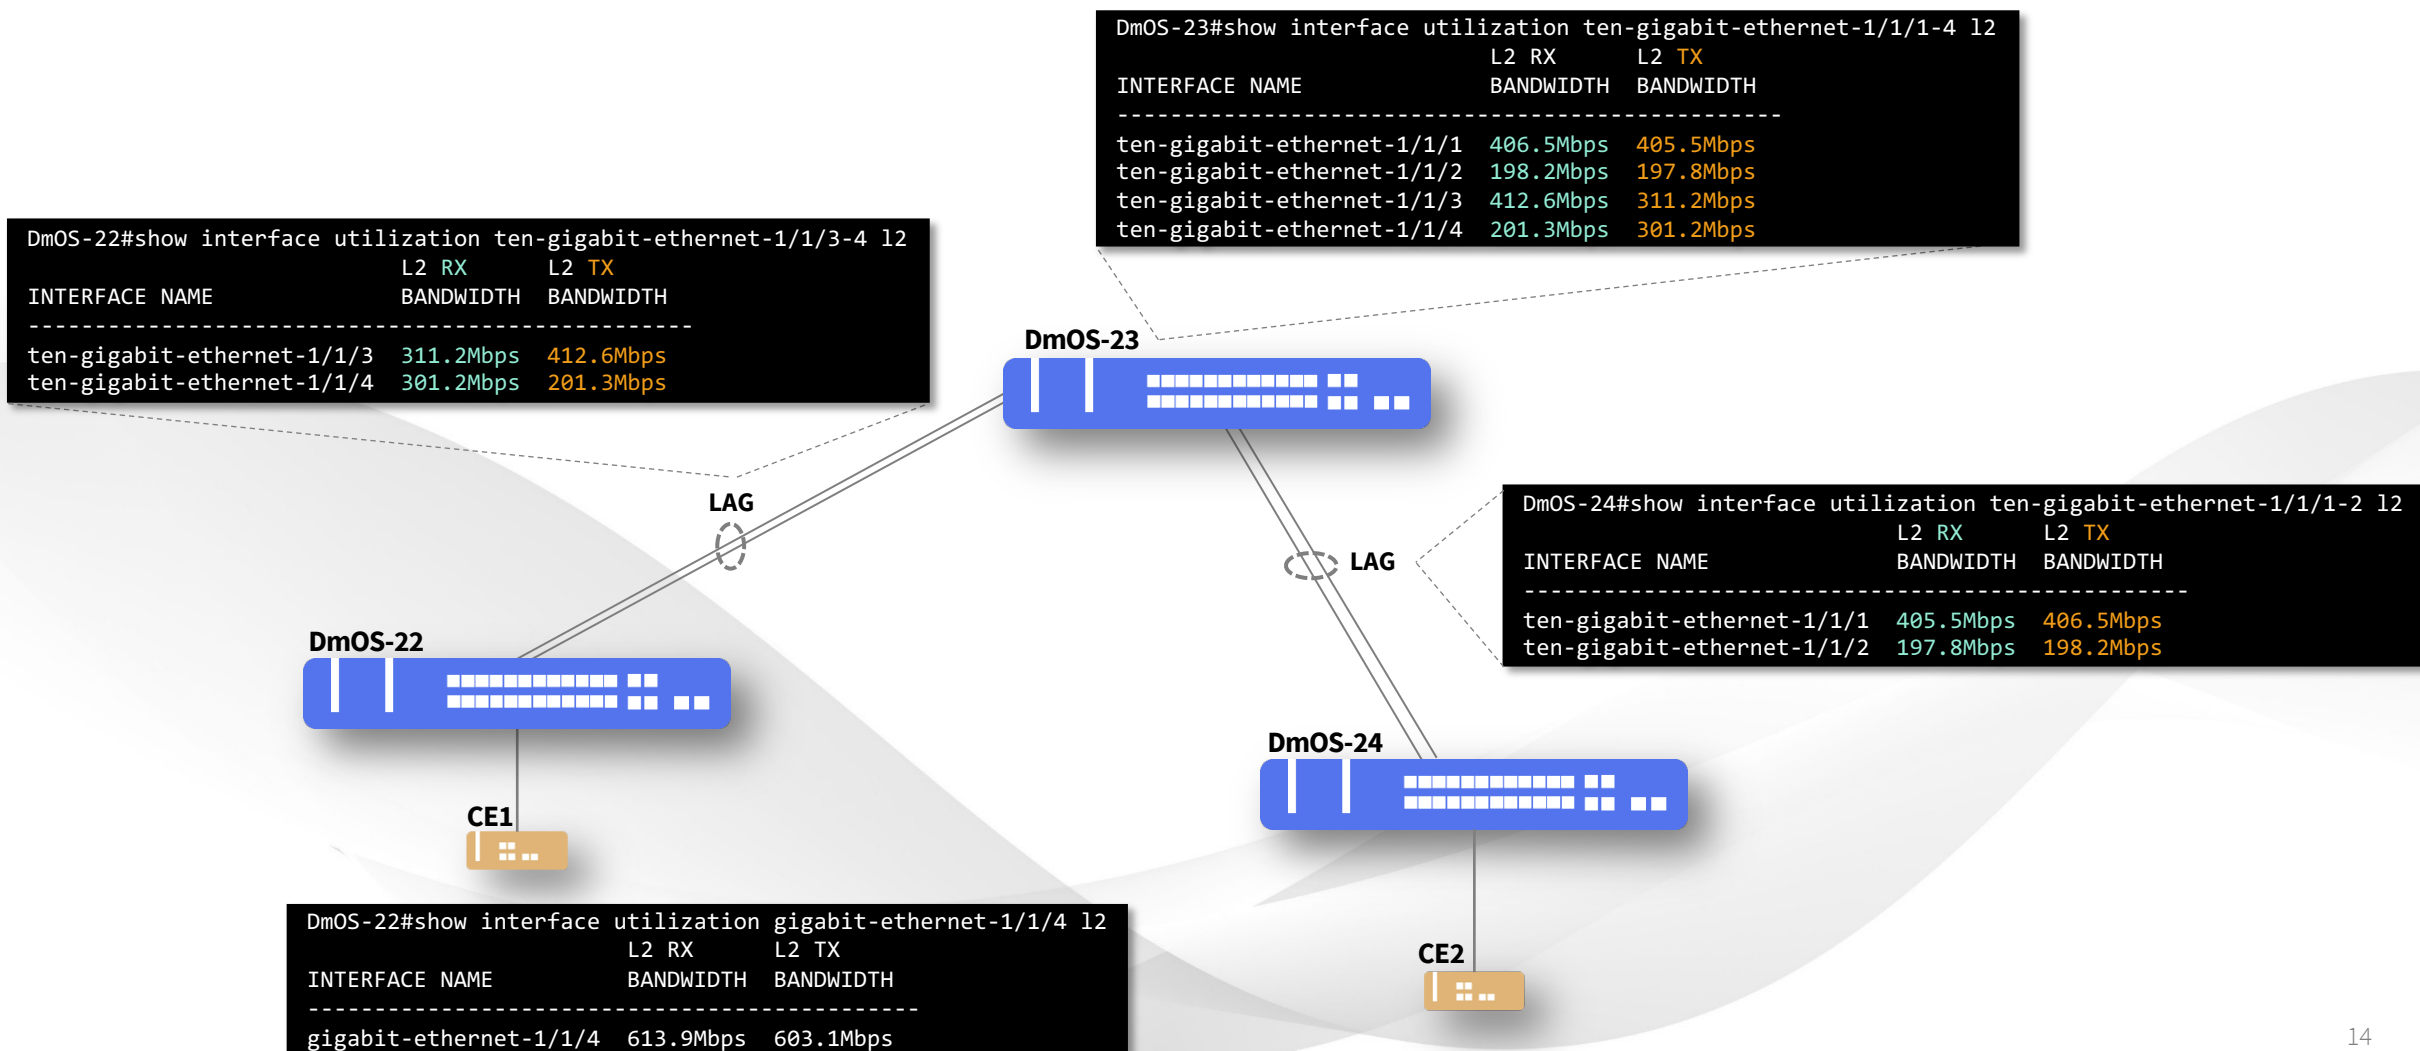 DmOS-23#show interface utilization ten-gigabit-ethernet-1/1/1-4 l2
L2 RX L2 TX
INTERFACE NAME BANDWIDTH BANDWIDTH
--------------------------------------------------
ten-gigabit-ethernet-1/1/1 406.5Mbps 405.5Mbps
ten-gigabit-ethernet-1/1/2 198.2Mbps 197.8Mbps
ten-gigabit-ethernet-1/1/3 412.6Mbps 311.2Mbps
ten-gigabit-ethernet-1/1/4 201.3Mbps 301.2Mbps
DmOS-22#show interface utilization ten-gigabit-ethernet-1/1/3-4 l2
L2 RX L2 TX
INTERFACE NAME BANDWIDTH BANDWIDTH
--------------------------------------------------
ten-gigabit-ethernet-1/1/3 311.2Mbps 412.6Mbps
ten-gigabit-ethernet-1/1/4 301.2Mbps 201.3Mbps
DmOS-23
LAG
DmOS-24#show interface utilization ten-gigabit-ethernet-1/1/1-2 l2
L2 RX L2 TX
INTERFACE NAME BANDWIDTH BANDWIDTH
--------------------------------------------------
ten-gigabit-ethernet-1/1/1 405.5Mbps 406.5Mbps
ten-gigabit-ethernet-1/1/2 197.8Mbps 198.2Mbps
LAG
DmOS-22
DmOS-24
CE1
DmOS-22#show interface utilization gigabit-ethernet-1/1/4 l2
L2 RX L2 TX
INTERFACE NAME BANDWIDTH BANDWIDTH
----------------------------------------------
gigabit-ethernet-1/1/4 613.9Mbps 603.1Mbps
CE2
14